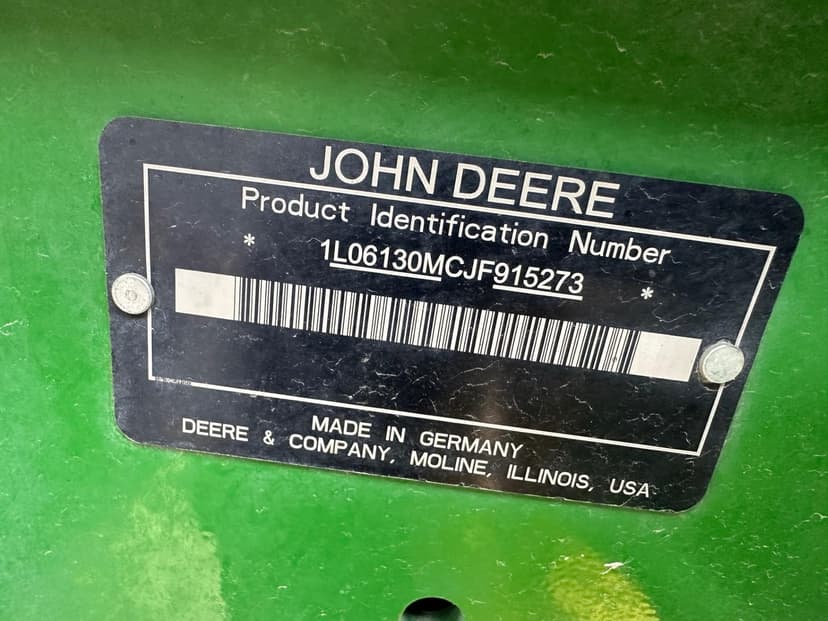 JOHN DEERE
Product Identification Number
* 1L06130MCJF915273 *
MADE IN GERMANY
DEERE & COMPANY, MOLINE, ILLINOIS, USA